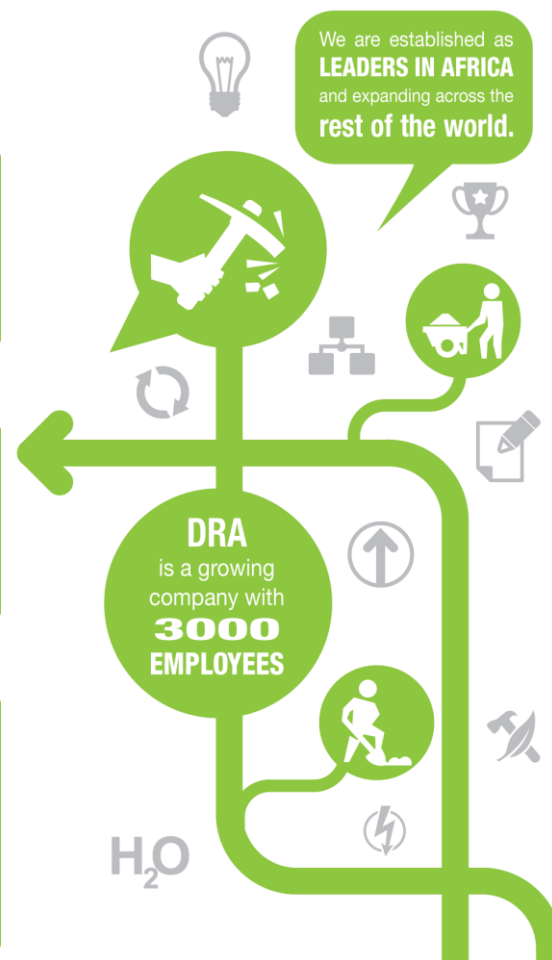 We are established as
LEADERS IN AFRICA
and expanding across the
rest of the world.
DRA
is a growing
company with
3000
EMPLOYEES
H₂O